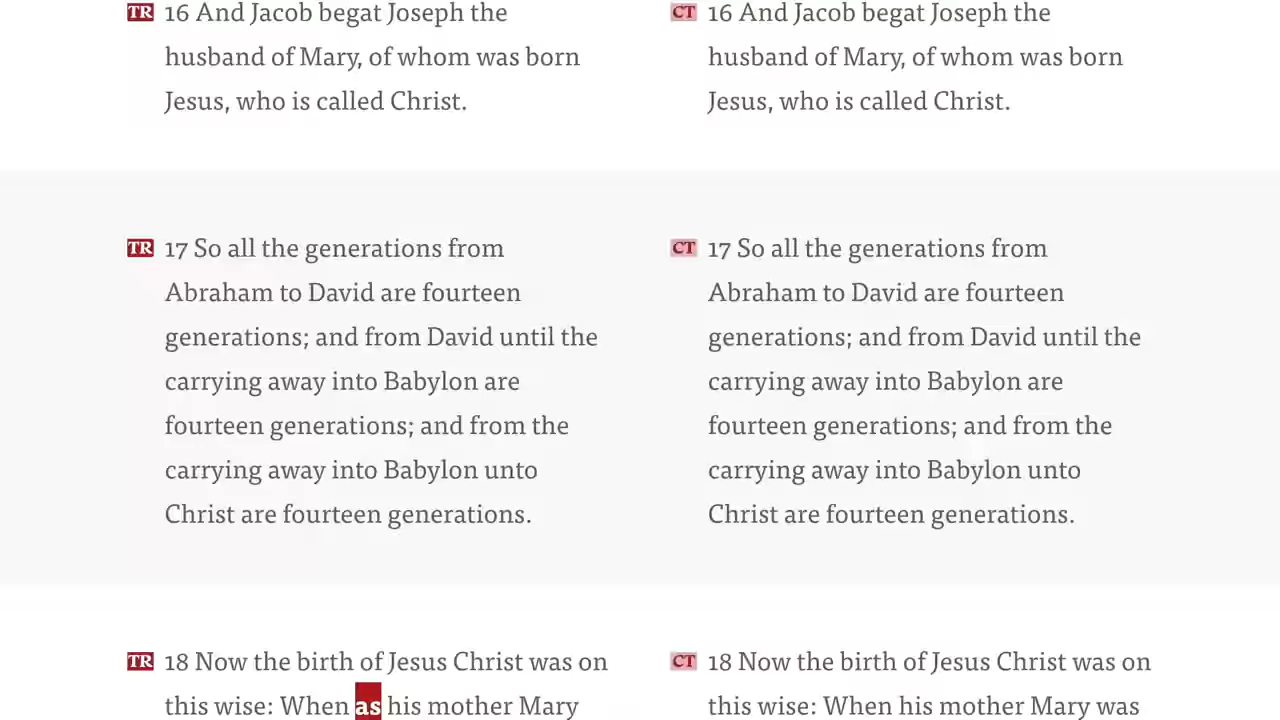 TR 16 And Jacob begat Joseph the
husband of Mary, of whom was born
Jesus, who is called Christ.
CT 16 And Jacob begat Joseph the
husband of Mary, of whom was born
Jesus, who is called Christ.
TR 17 So all the generations from
Abraham to David are fourteen
generations; and from David until the
carrying away into Babylon are
fourteen generations; and from the
carrying away into Babylon unto
Christ are fourteen generations.
CT 17 So all the generations from
Abraham to David are fourteen
generations; and from David until the
carrying away into Babylon are
fourteen generations; and from the
carrying away into Babylon unto
Christ are fourteen generations.
TR 18 Now the birth of Jesus Christ was on
this wise: When as his mother Mary
CT 18 Now the birth of Jesus Christ was on
this wise: When his mother Mary was